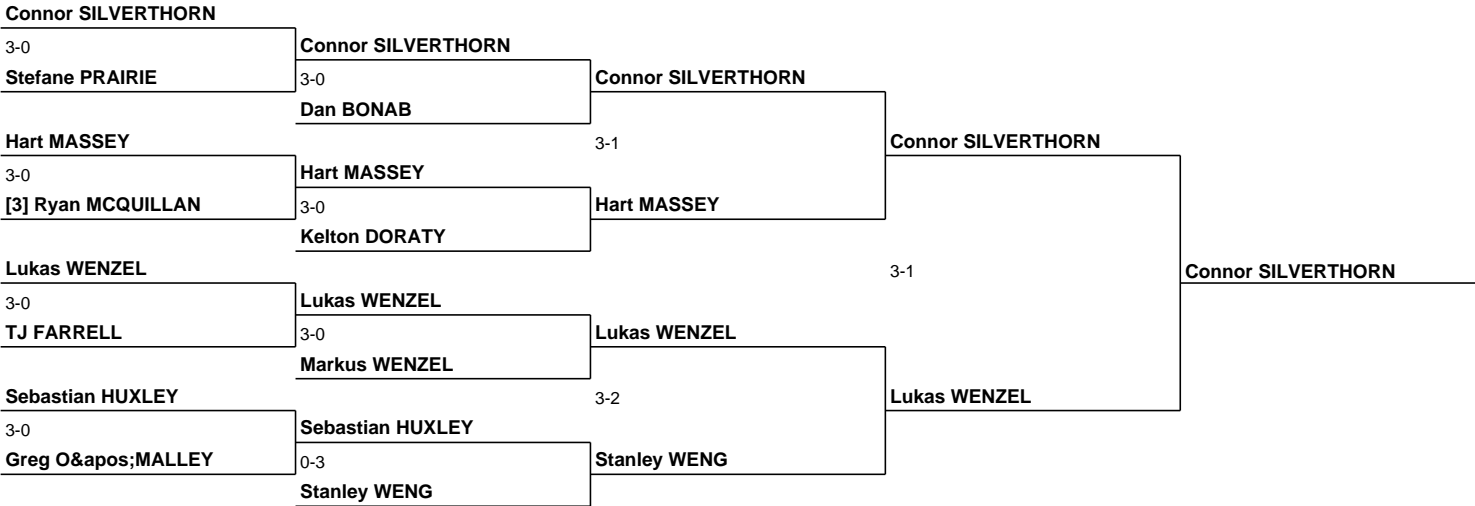 Connor SILVERTHORN
3-0
Connor SILVERTHORN
Stefane PRAIRIE
3-0
Connor SILVERTHORN
Dan BONAB
Hart MASSEY
3-1
Connor SILVERTHORN
3-0
Hart MASSEY
[3] Ryan MCQUILLAN
3-0
Hart MASSEY
Kelton DORATY
Lukas WENZEL
3-1
Connor SILVERTHORN
3-0
Lukas WENZEL
TJ FARRELL
3-0
Lukas WENZEL
Markus WENZEL
Sebastian HUXLEY
3-2
Lukas WENZEL
3-0
Sebastian HUXLEY
Greg O&apos;MALLEY
0-3
Stanley WENG
Stanley WENG